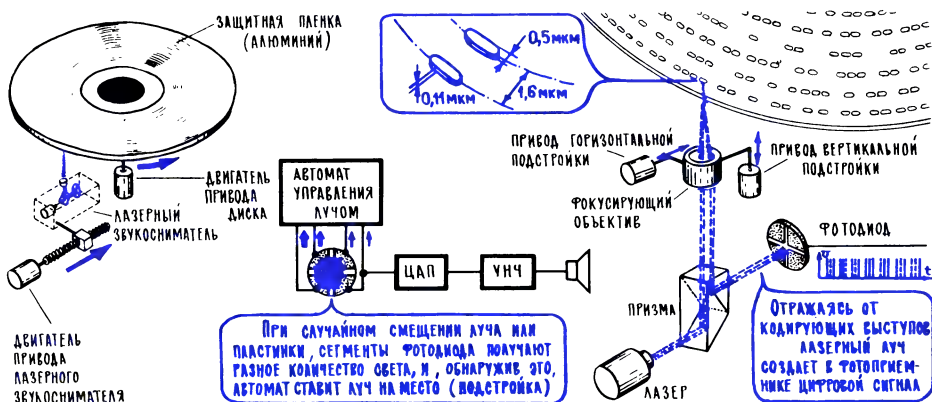 ЗАЩИТНАЯ ПЛЕНКА
(АЛЮМИНИЙ)
ДВИГАТЕЛЬ
ПРИВОДА
ДИСКА
ЛАЗЕРНЫЙ
ЗВУКОСНИМАТЕЛЬ
ДВИГАТЕЛЬ
ПРИВОДА
ЛАЗЕРНОГО
ЗВУКОСНИМАТЕЛЯ
АВТОМАТ
УПРАВЛЕНИЯ
ЛУЧОМ
ЦАП
УНЧ
ПРИ СЛУЧАЙНОМ СМЕЩЕНИИ ЛУЧА ИЛИ
ПЛАСТИНКИ, СЕГМЕНТЫ ФОТОДИОДА ПОЛУЧАЮТ
РАЗНОЕ КОЛИЧЕСТВО СВЕТА, И, ОБНАРУЖИВ ЭТО,
АВТОМАТ СТАВИТ ЛУЧ НА МЕСТО (ПОДСТРОЙКА)
0,5 МКМ
0,11 МКМ
1,6 МКМ
ПРИВОД ГОРИЗОНТАЛЬНОЙ
ПОДСТРОЙКИ
ПРИВОД ВЕРТИКАЛЬНОЙ
ПОДСТРОЙКИ
ФОКУСИРУЮЩИЙ
ОБЪЕКТИВ
ФОТОДИОД
U
t
ПРИЗМА
ЛАЗЕР
ОТРАЖАЯСЬ ОТ
КОДИРУЮЩИХ ВЫСТУПОВ
ЛАЗЕРНЫЙ ЛУЧ
СОЗДАЕТ В ФОТОПРИЕМ-
НИКЕ ЦИФРОВОЙ СИГНАЛ